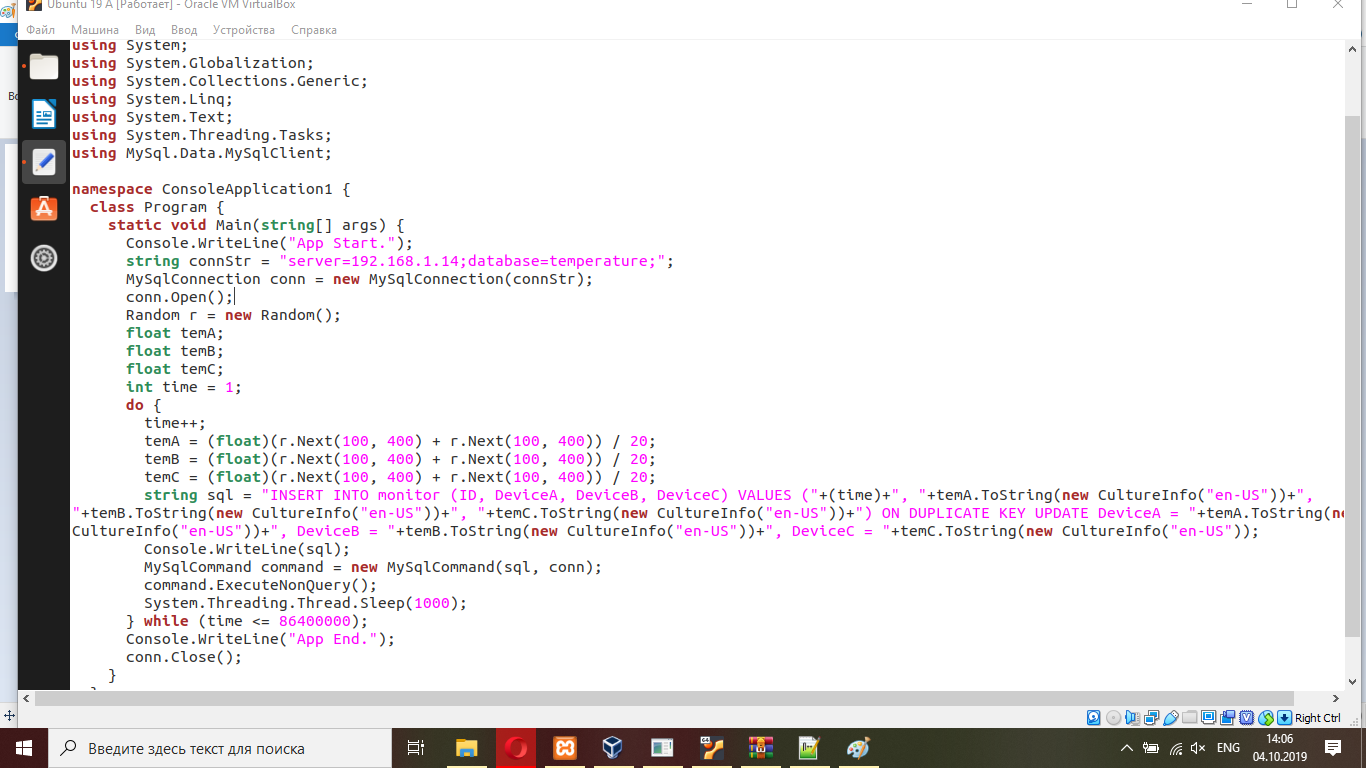 Ubuntu 19 A [Работает] - Oracle VM VirtualBox
Файл Машина Вид Ввод Устройства Справка
using System;
using System.Globalization;
using System.Collections.Generic;
using System.Linq;
using System.Text;
using System.Threading.Tasks;
using MySql.Data.MySqlClient;
namespace ConsoleApplication1 {
class Program {
static void Main(string[] args) {
Console.WriteLine("App Start.");
string connStr = "server=192.168.1.14;database=temperature;";
MySqlConnection conn = new MySqlConnection(connStr);
conn.Open();
Random r = new Random();
float temA;
float temB;
float temC;
int time = 1;
do {
time++;
temA = (float)(r.Next(100, 400) + r.Next(100, 400)) / 20;
temB = (float)(r.Next(100, 400) + r.Next(100, 400)) / 20;
temC = (float)(r.Next(100, 400) + r.Next(100, 400)) / 20;
string sql = "INSERT INTO monitor (ID, DeviceA, DeviceB, DeviceC) VALUES ("+(time)+", "+temA.ToString(new CultureInfo("en-US"))+",
"+temB.ToString(new CultureInfo("en-US"))+", "+temC.ToString(new CultureInfo("en-US"))+") ON DUPLICATE KEY UPDATE DeviceA = "+temA.ToString(
CultureInfo("en-US"))+", DeviceB = "+temB.ToString(new CultureInfo("en-US"))+", DeviceC = "+temC.ToString(new CultureInfo("en-US"));
Console.WriteLine(sql);
MySqlCommand command = new MySqlCommand(sql, conn);
command.ExecuteNonQuery();
System.Threading.Thread.Sleep(1000);
} while (time <= 86400000);
Console.WriteLine("App End.");
conn.Close();
}
Right Ctrl
Введите здесь текст для поиска
ENG
14:06
04.10.2019